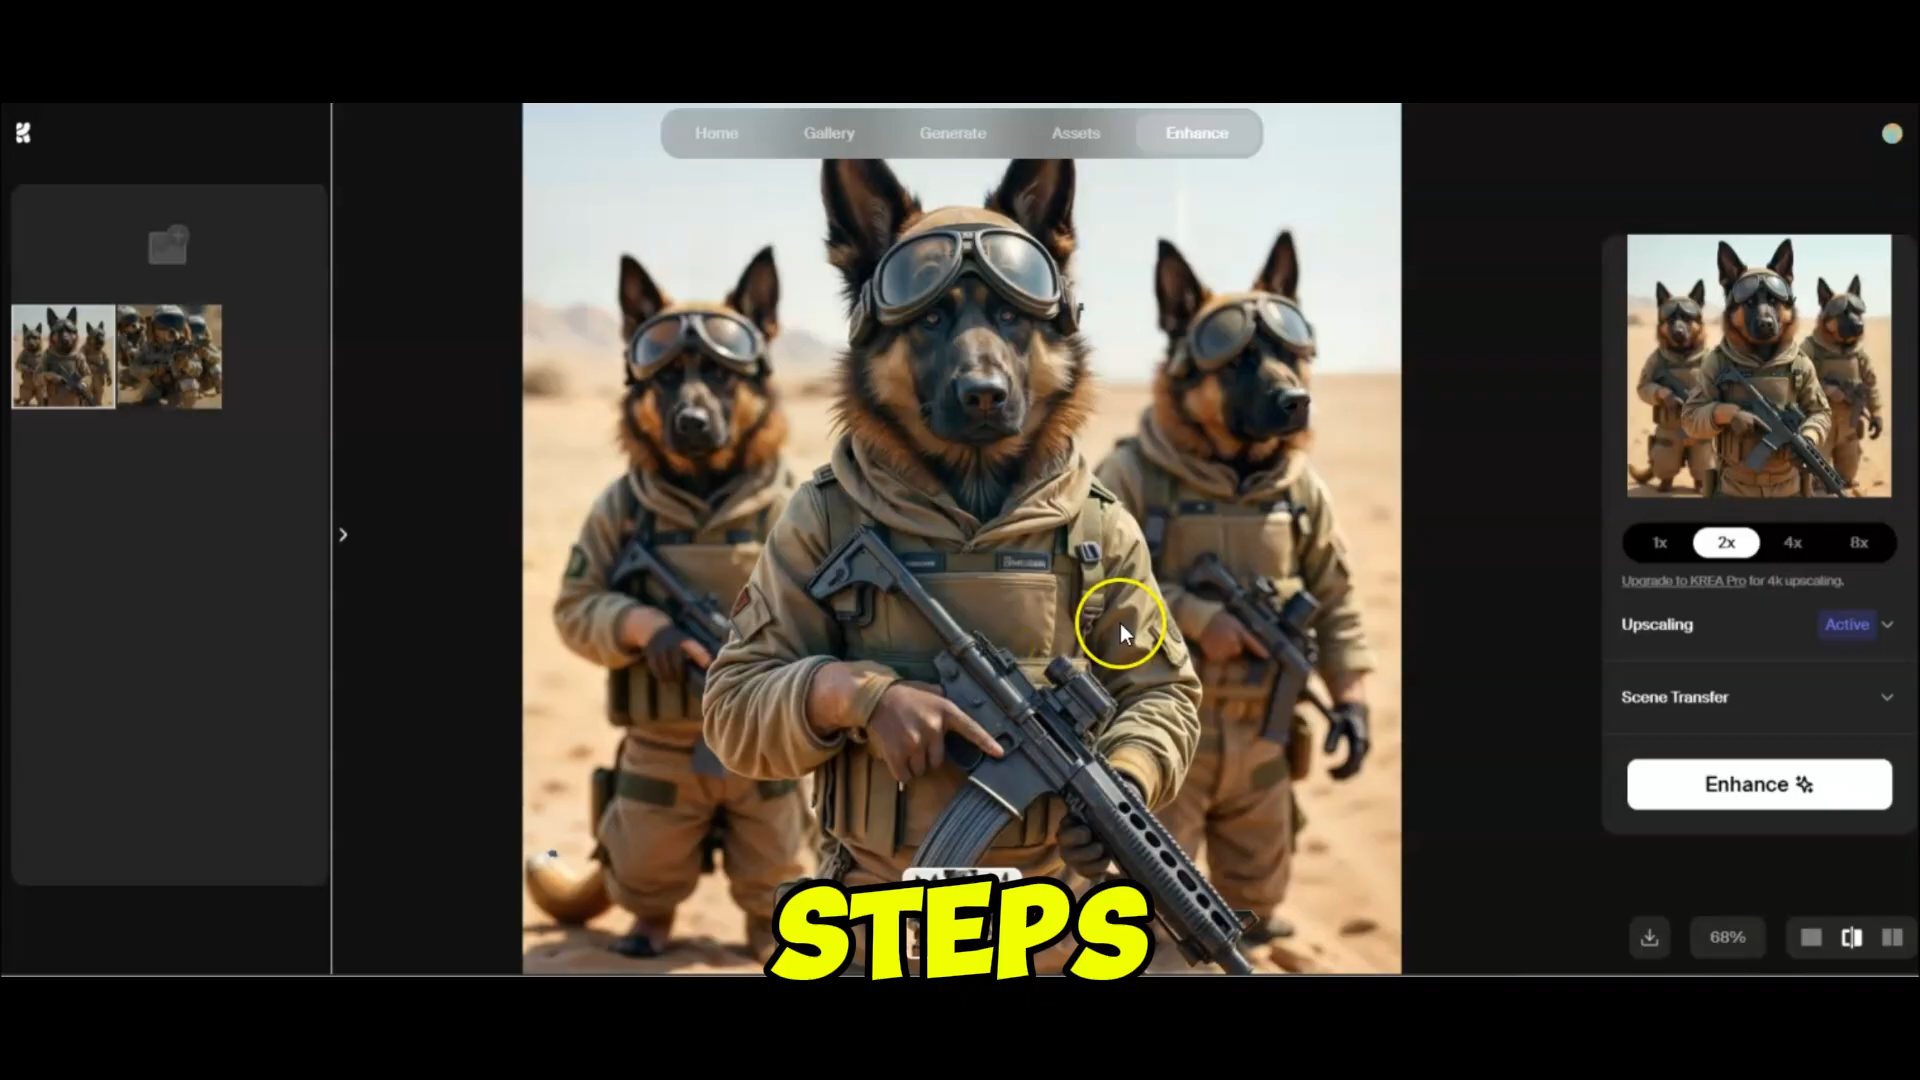 Home Gallery Generate Assets Enhance
1x 2x 4x 8x
Upgrade to KREA Pro for 4k upscaling.
Upscaling Active
Scene Transfer
Enhance
68%
STEPS